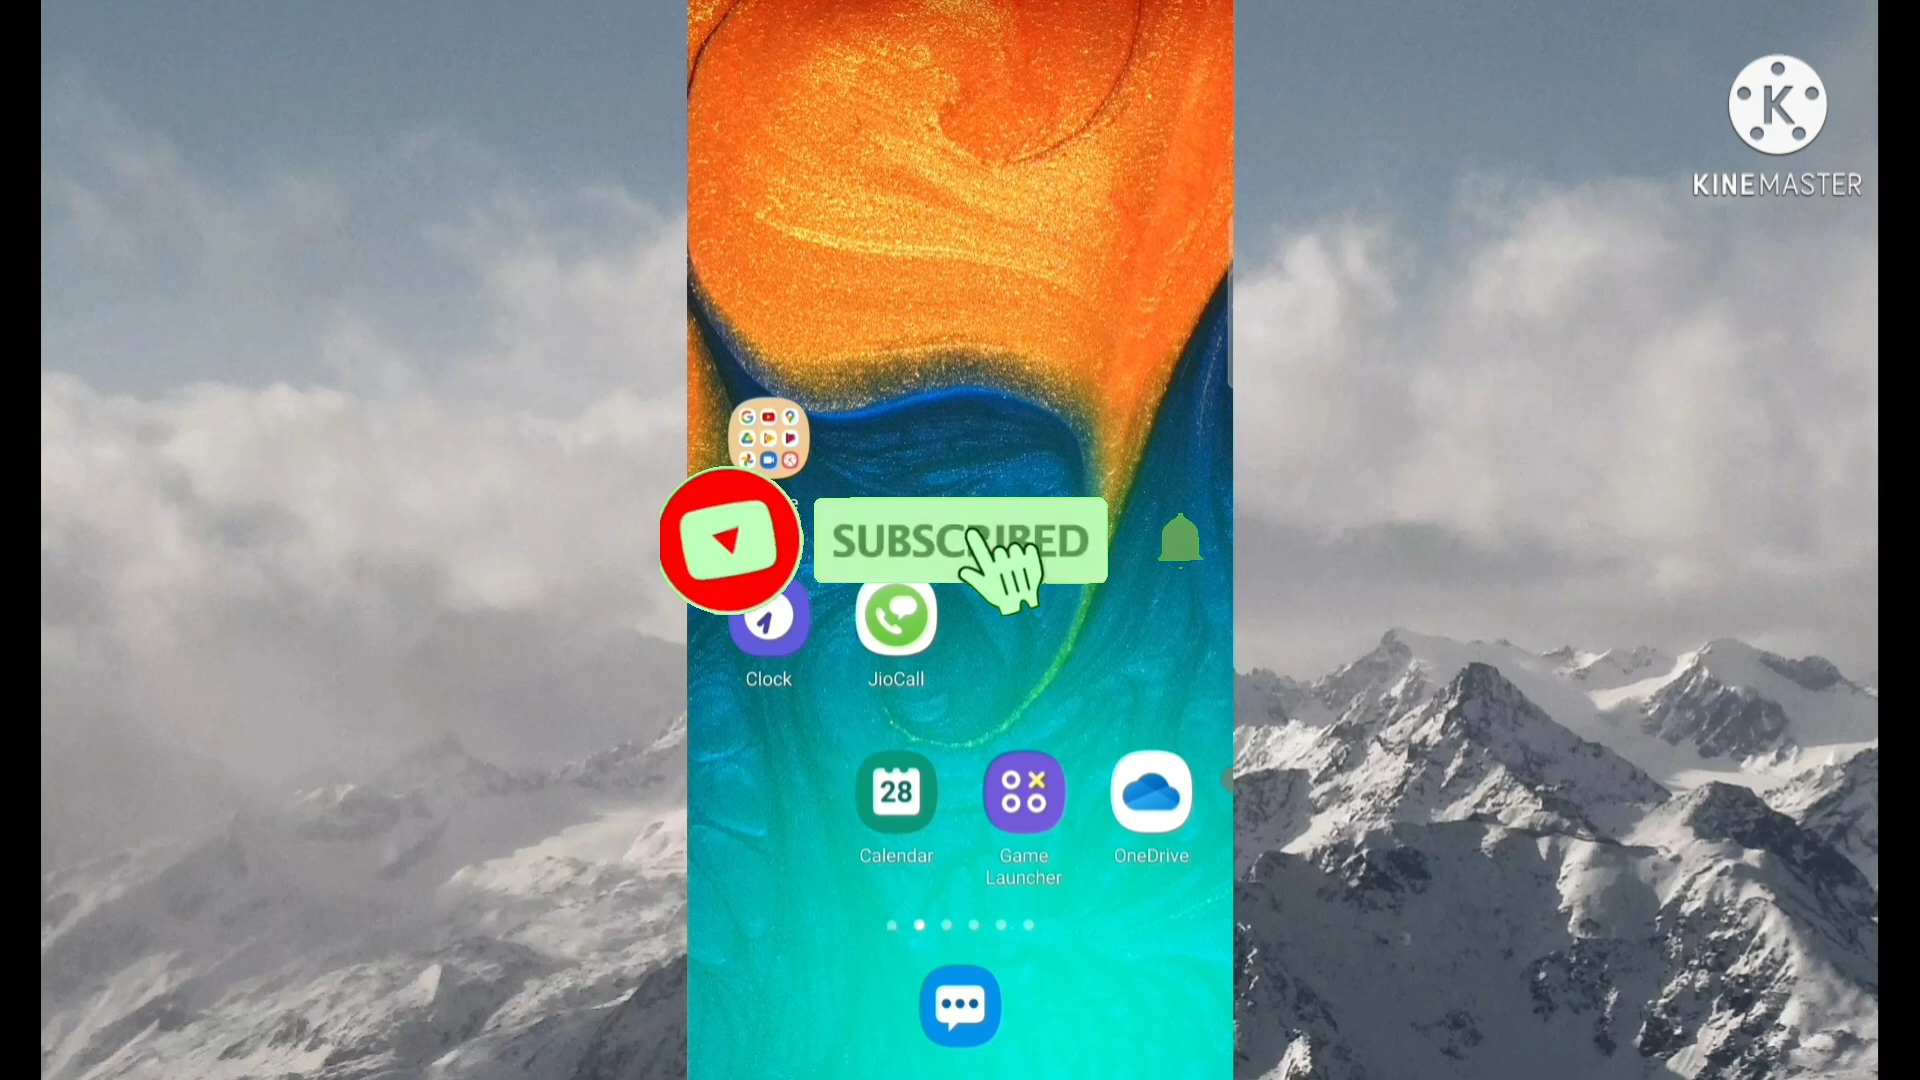 K
KINEMASTER
SUBSCRIBED
Clock
JioCall
28
Calendar
Game
Launcher
OneDrive